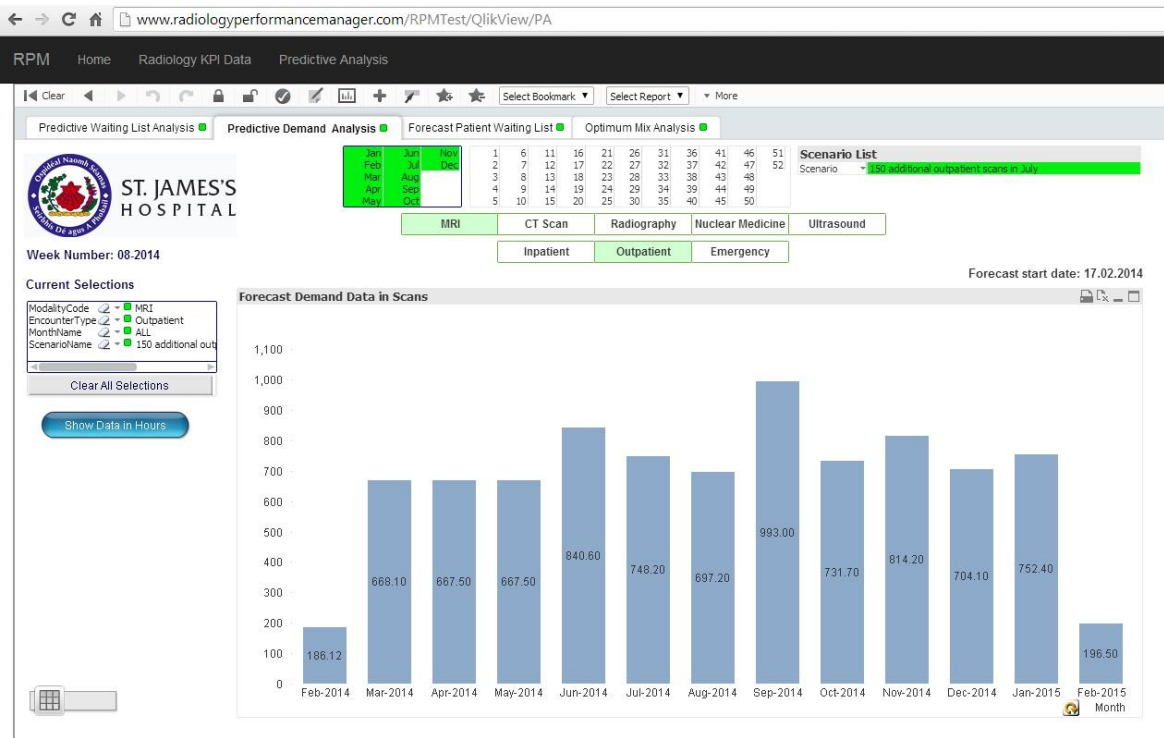 www.radiologyperformancemanager.com/RPMTest/QlikView/PA
RPM Home Radiology KPI Data Predictive Analysis
Clear Select Bookmark Select Report More
Predictive Waiting List Analysis Predictive Demand Analysis Forecast Patient Waiting List Optimum Mix Analysis
Ospidéal Naomh Séamas
Seirbhís Dé agus A Phobail
ST. JAMES'S
HOSPITAL
Jan Jun Nov 1 6 11 16 21 26 31 36 41 46 51
Feb Jul Dec 2 7 12 17 22 27 32 37 42 47 52
Mar Aug 3 8 13 18 23 28 33 38 43 48
Apr Sep 4 9 14 19 24 29 34 39 44 49
May Oct 5 10 15 20 25 30 35 40 45 50
Scenario List
Scenario 150 additional outpatient scans in July
MRI CT Scan Radiography Nuclear Medicine Ultrasound
Inpatient Outpatient Emergency
Week Number: 08-2014
Forecast start date: 17.02.2014
Current Selections
ModalityCode MRI
EncounterType Outpatient
MonthName ALL
ScenarioName 150 additional outp
Clear All Selections
Show Data in Hours
Forecast Demand Data in Scans
1,100
1,000
900
800
700
600
500
400
300
200
100
0
186.12 668.10 667.50 667.50 840.60 748.20 697.20 993.00 731.70 814.20 704.10 752.40 196.50
Feb-2014 Mar-2014 Apr-2014 May-2014 Jun-2014 Jul-2014 Aug-2014 Sep-2014 Oct-2014 Nov-2014 Dec-2014 Jan-2015 Feb-2015
Month